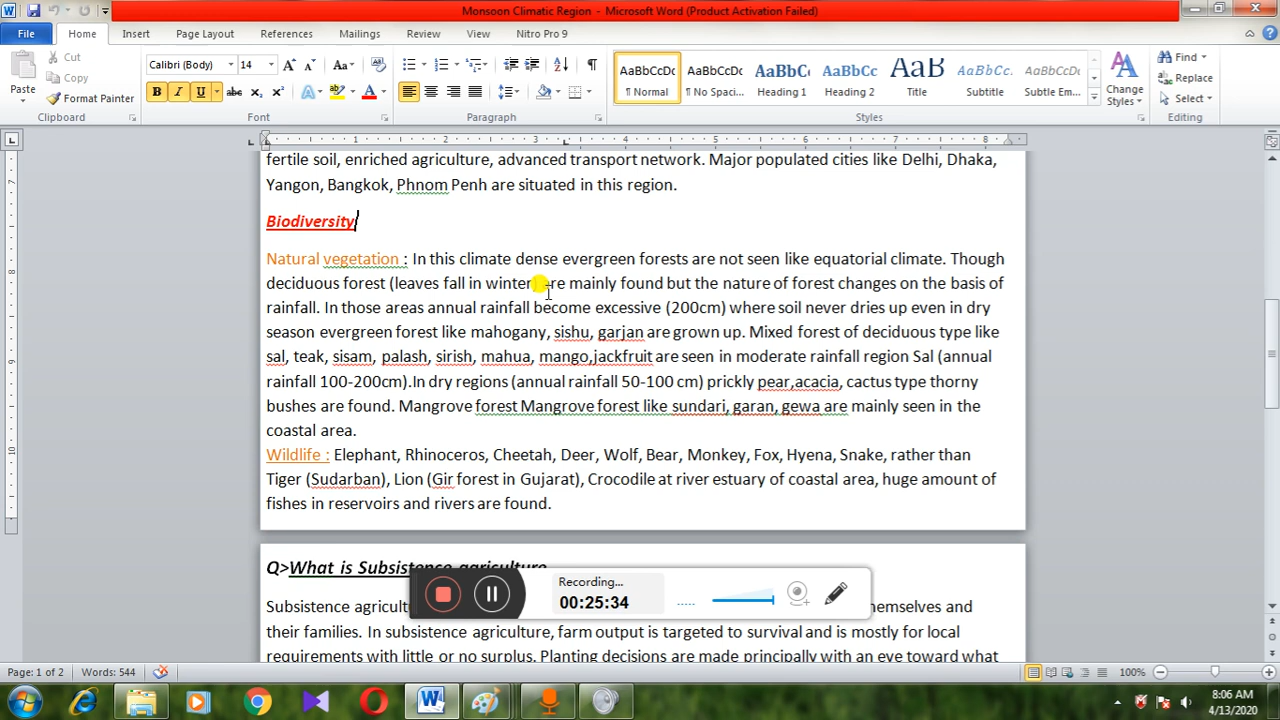 Monsoon Climatic Region - Microsoft Word (Product Activation Failed)
File Home Insert Page Layout References Mailings Review View Nitro Pro 9
Cut
Copy
Format Painter
Paste
Clipboard
Calibri (Body) 14
Font
Paragraph
AaBbCcDc AaBbCcDc AaBbCc AaBbCc AaB AaBbCcL AaBbCcDc
¶ Normal ¶ No Spaci... Heading 1 Heading 2 Title Subtitle Subtle Em...
Styles
Change Styles
Find
Replace
Select
Editing
fertile soil, enriched agriculture, advanced transport network. Major populated cities like Delhi, Dhaka,
Yangon, Bangkok, Phnom Penh are situated in this region.
Biodiversity
Natural vegetation : In this climate dense evergreen forests are not seen like equatorial climate. Though
deciduous forest (leaves fall in winter) are mainly found but the nature of forest changes on the basis of
rainfall. In those areas annual rainfall become excessive (200cm) where soil never dries up even in dry
season evergreen forest like mahogany, sishu, garjan are grown up. Mixed forest of deciduous type like
sal, teak, sisam, palash, sirish, mahua, mango,jackfruit are seen in moderate rainfall region Sal (annual
rainfall 100-200cm).In dry regions (annual rainfall 50-100 cm) prickly pear,acacia, cactus type thorny
bushes are found. Mangrove forest Mangrove forest like sundari, garan, gewa are mainly seen in the
coastal area.
Wildlife : Elephant, Rhinoceros, Cheetah, Deer, Wolf, Bear, Monkey, Fox, Hyena, Snake, rather than
Tiger (Sudarban), Lion (Gir forest in Gujarat), Crocodile at river estuary of coastal area, huge amount of
fishes in reservoirs and rivers are found.
Q>What is Subsistence agriculture
Recording...
00:25:34
Subsistence agricult themselves and
their families. In subsistence agriculture, farm output is targeted to survival and is mostly for local
requirements with little or no surplus. Planting decisions are made principally with an eye toward what
Page: 1 of 2 Words: 544 100%
8:06 AM
4/13/2020